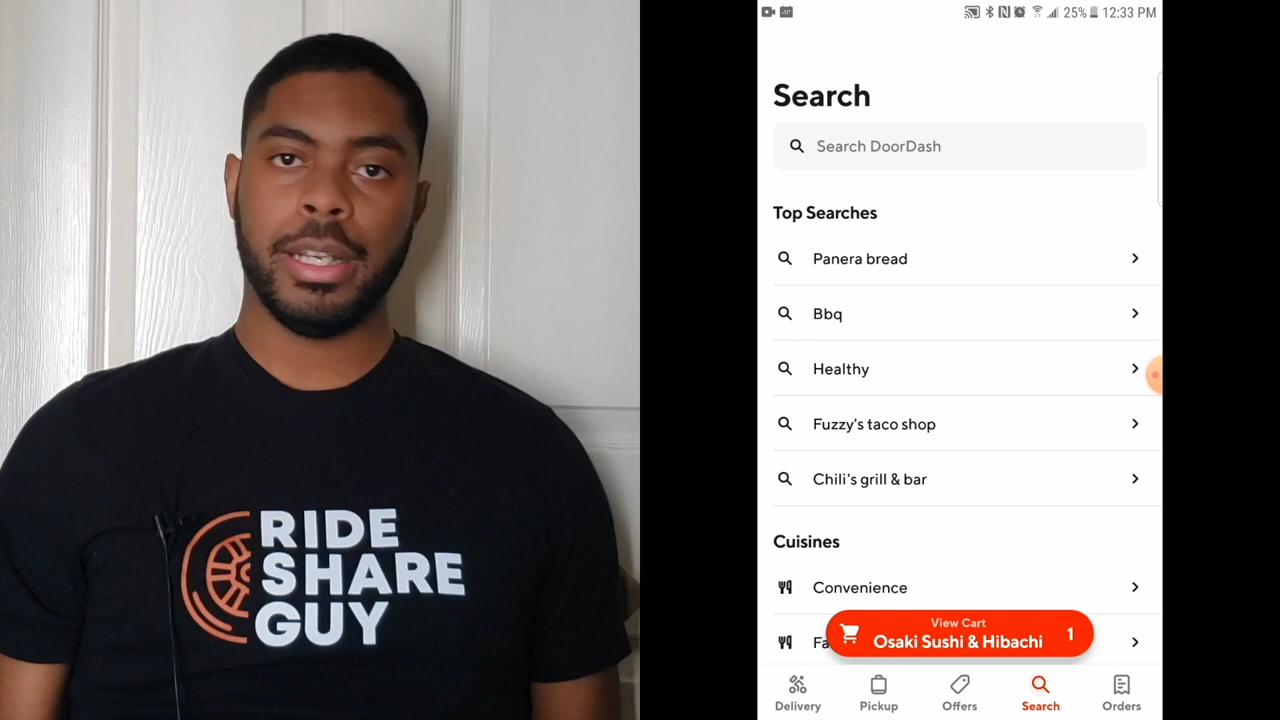 RIDE
SHARE
GUY
25% 12:33 PM
Search
Search DoorDash
Top Searches
Panera bread
Bbq
Healthy
Fuzzy's taco shop
Chili's grill & bar
Cuisines
Convenience
Fa
View Cart
Osaki Sushi & Hibachi 1
Delivery Pickup Offers Search Orders